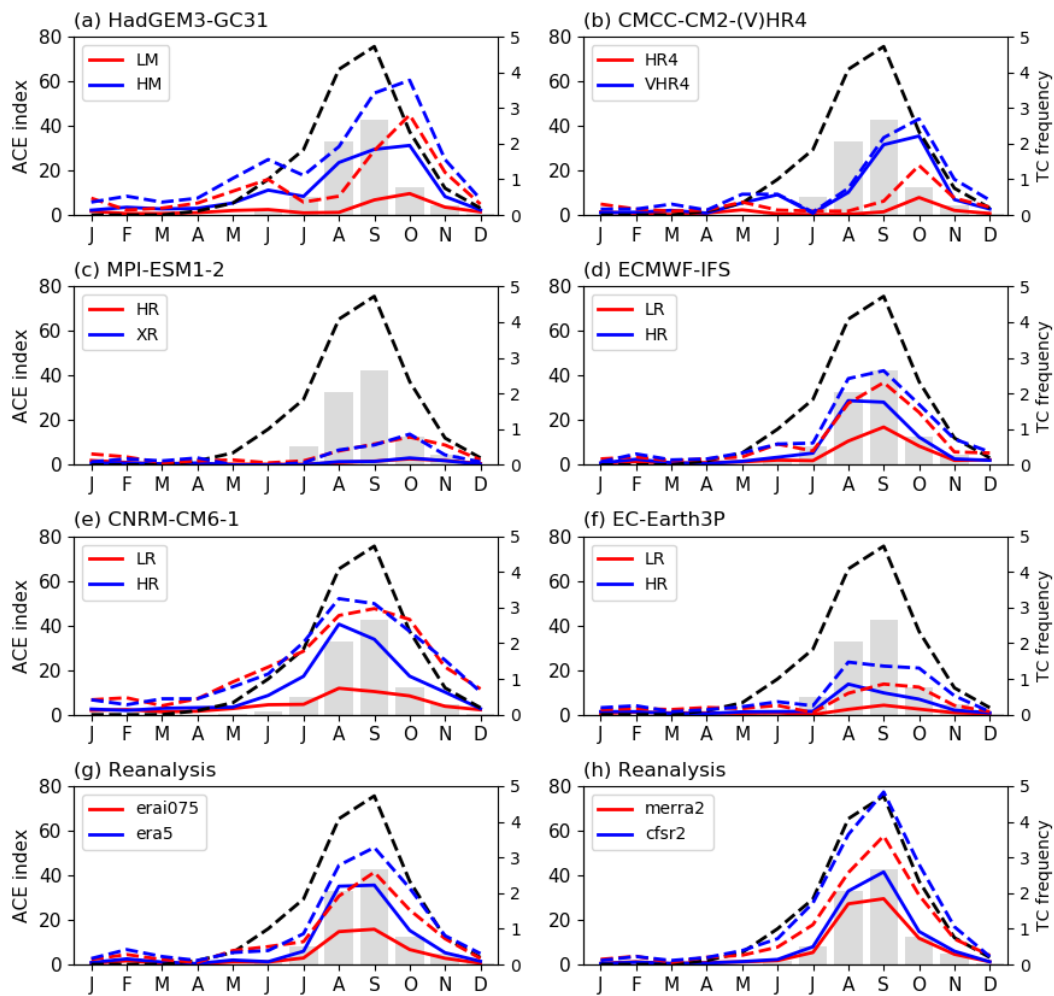 (a) HadGEM3-GC31
80
60
40
20
0
ACE index
LM
HM
5
4
3
2
1
0
J F M A M J J A S O N D
(b) CMCC-CM2-(V)HR4
80
60
40
20
0
HR4
VHR4
5
4
3
2
1
0
TC frequency
J F M A M J J A S O N D
(c) MPI-ESM1-2
80
60
40
20
0
ACE index
HR
XR
5
4
3
2
1
0
J F M A M J J A S O N D
(d) ECMWF-IFS
80
60
40
20
0
LR
HR
5
4
3
2
1
0
TC frequency
J F M A M J J A S O N D
(e) CNRM-CM6-1
80
60
40
20
0
ACE index
LR
HR
5
4
3
2
1
0
J F M A M J J A S O N D
(f) EC-Earth3P
80
60
40
20
0
LR
HR
5
4
3
2
1
0
TC frequency
J F M A M J J A S O N D
(g) Reanalysis
80
60
40
20
0
ACE index
erai075
era5
5
4
3
2
1
0
J F M A M J J A S O N D
(h) Reanalysis
80
60
40
20
0
merra2
cfsr2
5
4
3
2
1
0
TC frequency
J F M A M J J A S O N D